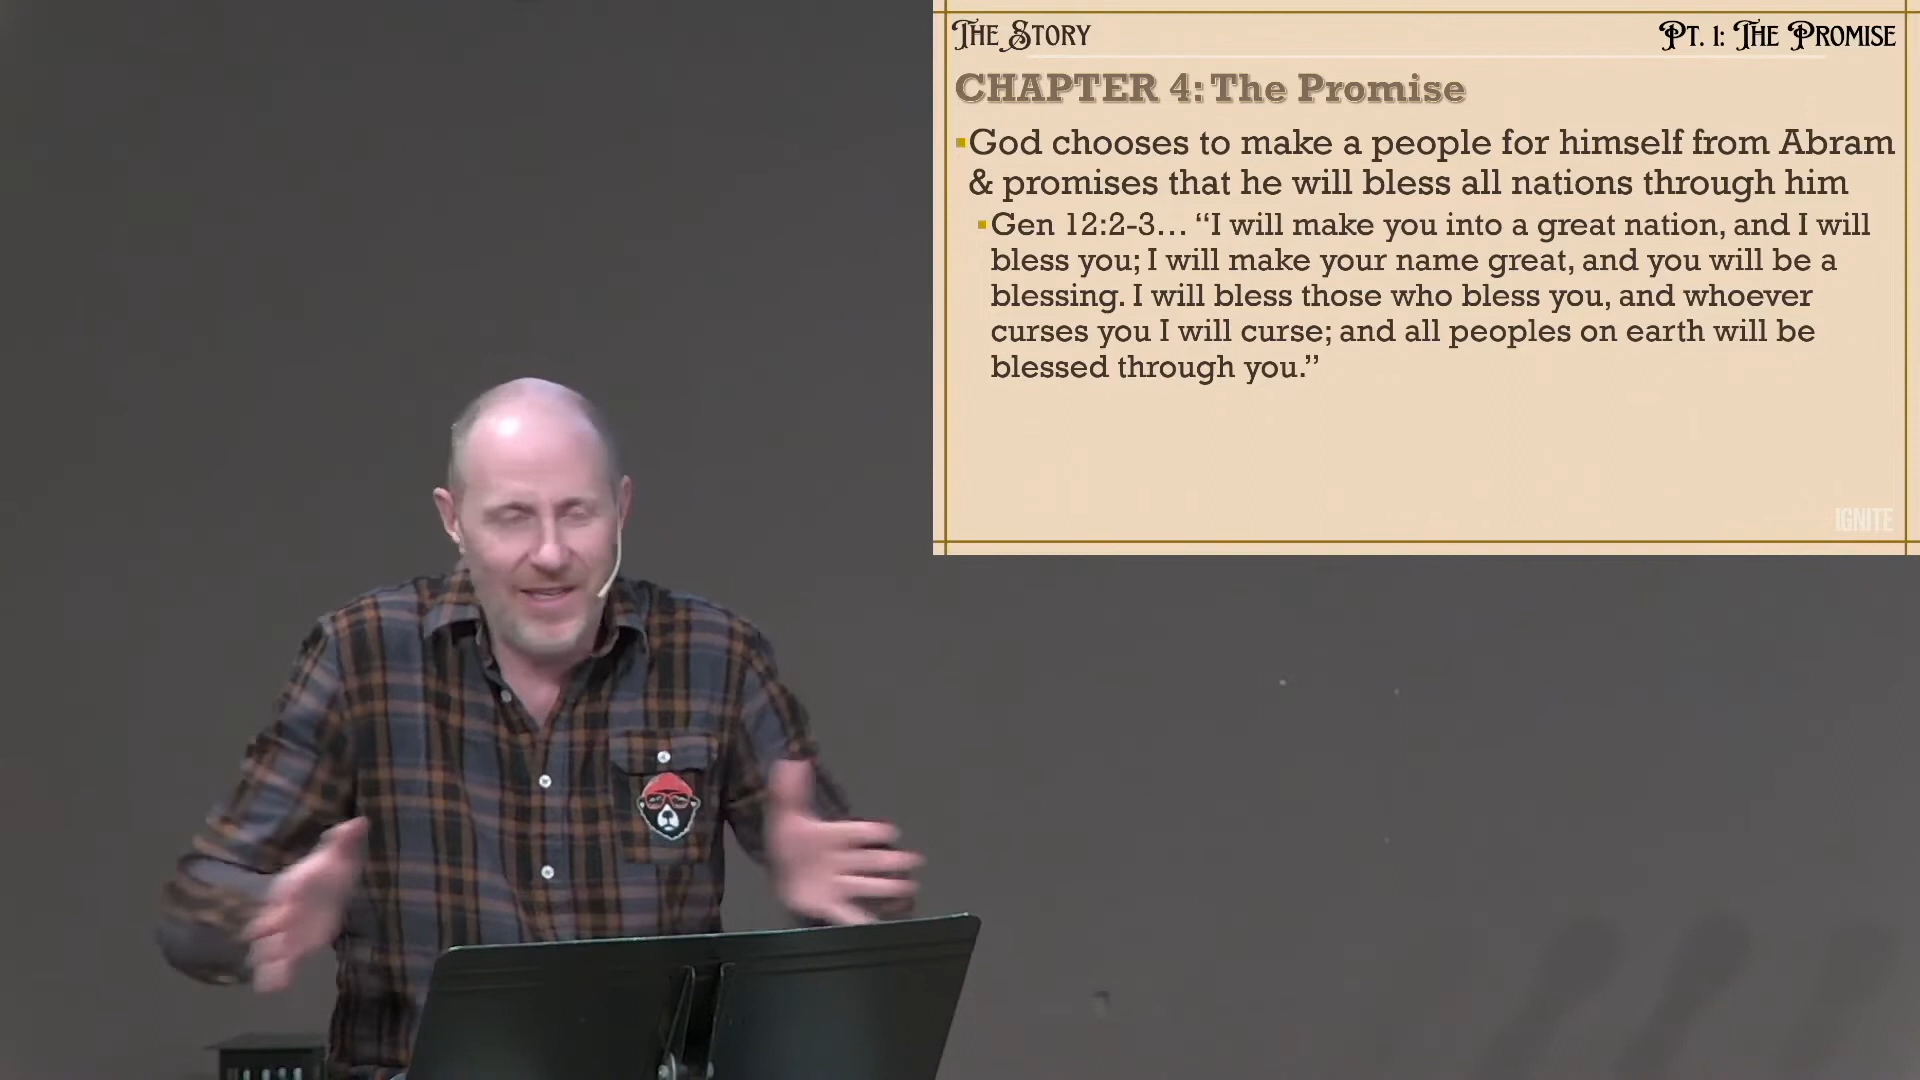 The Story
Pt. 1: The Promise
CHAPTER 4: The Promise
▪God chooses to make a people for himself from Abram
& promises that he will bless all nations through him
▪Gen 12:2-3… “I will make you into a great nation, and I will
bless you; I will make your name great, and you will be a
blessing. I will bless those who bless you, and whoever
curses you I will curse; and all peoples on earth will be
blessed through you.”
IGNITE